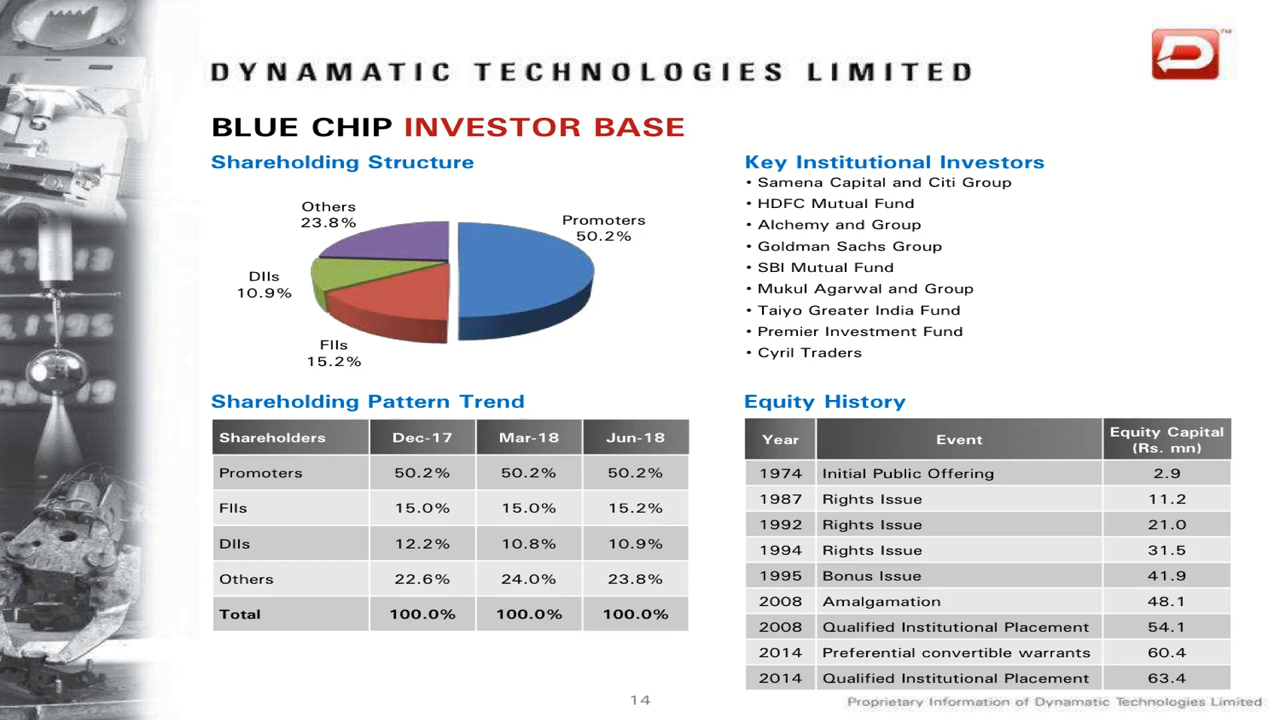 DYNAMATIC TECHNOLOGIES LIMITED
TM
BLUE CHIP INVESTOR BASE
Shareholding Structure
Others
23.8%
Promoters
50.2%
DIIs
10.9%
FIIs
15.2%
Key Institutional Investors
• Samena Capital and Citi Group
• HDFC Mutual Fund
• Alchemy and Group
• Goldman Sachs Group
• SBI Mutual Fund
• Mukul Agarwal and Group
• Taiyo Greater India Fund
• Premier Investment Fund
• Cyril Traders
Shareholding Pattern Trend
Shareholders Dec-17 Mar-18 Jun-18
Promoters 50.2% 50.2% 50.2%
FIIs 15.0% 15.0% 15.2%
DIIs 12.2% 10.8% 10.9%
Others 22.6% 24.0% 23.8%
Total 100.0% 100.0% 100.0%
Equity History
Year Event Equity Capital
(Rs. mn)
1974 Initial Public Offering 2.9
1987 Rights Issue 11.2
1992 Rights Issue 21.0
1994 Rights Issue 31.5
1995 Bonus Issue 41.9
2008 Amalgamation 48.1
2008 Qualified Institutional Placement 54.1
2014 Preferential convertible warrants 60.4
2014 Qualified Institutional Placement 63.4
14
Proprietary Information of Dynamatic Technologies Limited